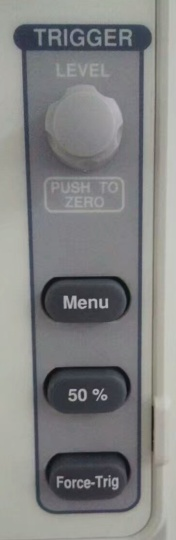 TRIGGER
LEVEL
PUSH TO
ZERO
Menu
50 %
Force-Trig